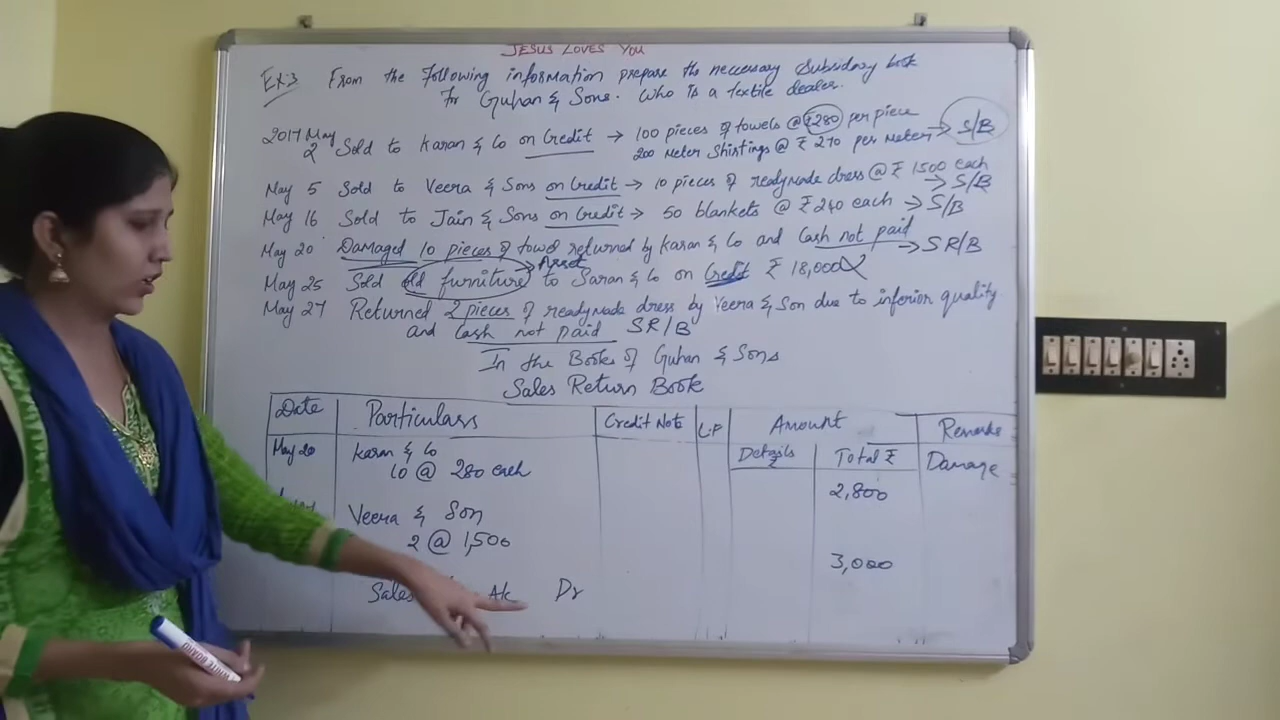 JESUS LOVES YOU
Ex:3 From the Following information prepare the necessary Subsidiary book
For Guhan & Sons. Who is a textile dealer.
2017 May
2 Sold to Karan & Co on Credit → 100 pieces of towels @ ₹280 per piece
200 Meter Shirtings @ ₹ 270 per meter → S/B
May 5 Sold to Veera & Sons on Credit → 10 pieces of readymade dress @ ₹ 1500 each
→ S/B
May 16 Sold to Jain & Sons on Credit → 50 blankets @ ₹ 240 each → S/B
May 20 Damaged 10 pieces of towel returned by Karan & Co and Cash not paid
→ SR/B
Asset
May 25 Sold old furniture to Saran & Co on Credit ₹ 18,000 X
May 27 Returned 2 pieces of readymade dress by Veera & Son due to inferior quality
and Cash not paid SR/B
In the Books of Guhan & Sons
Sales Return Book
Date Particulars Credit Note L.F Amount Remarks
Details ₹ Total ₹
May 20 Karan & Co Damage
10 @ 280 each 2,800
Veera & Son
2 @ 1,500 3,000
Sales A/c Dr